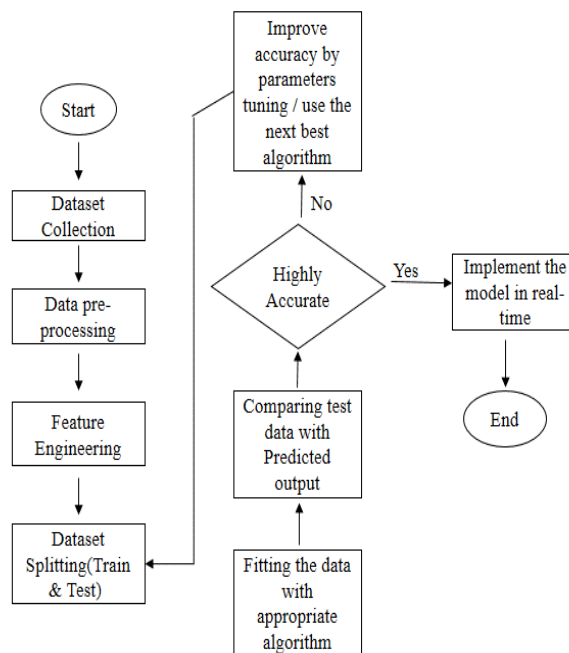 Start
Dataset
Collection
Data pre-
processing
Feature
Engineering
Dataset
Splitting(Train
& Test)
Improve
accuracy by
parameters
tuning / use the
next best
algorithm
No
Highly
Accurate
Yes
Implement the
model in real-
time
End
Comparing test
data with
Predicted
output
Fitting the data
with
appropriate
algorithm